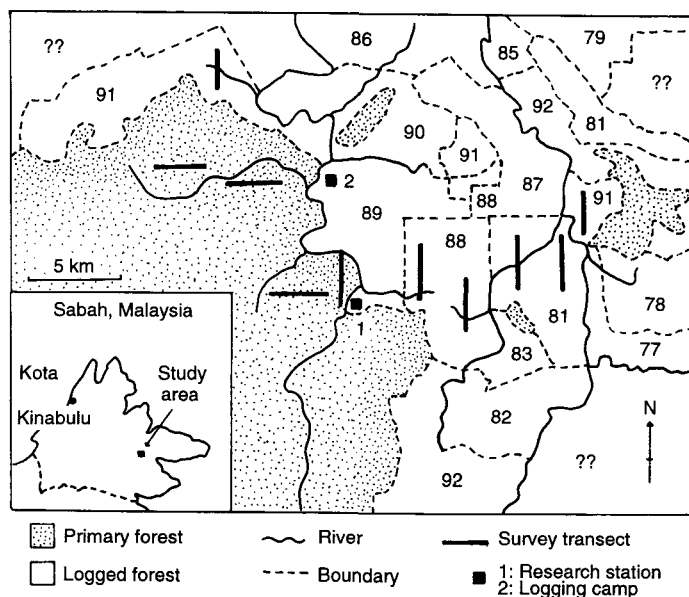 ??
86
85
79
??
91
92
90
81
91
87
2
88
91
89
88
5 km
Sabah, Malaysia
1
81
78
83
77
Kota
Kinabulu
Study
area
82
N
92
??
Primary forest
River
Survey transect
Logged forest
Boundary
1: Research station
2: Logging camp